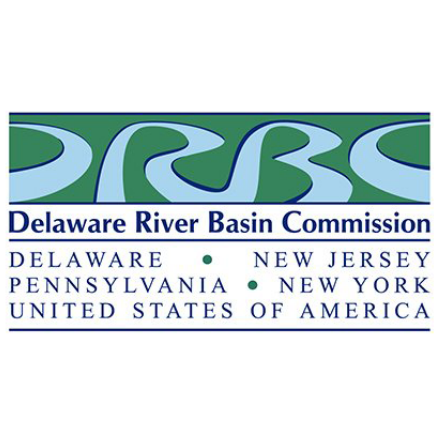 DRBC
Delaware River Basin Commission
DELAWARE • NEW JERSEY
PENNSYLVANIA • NEW YORK
UNITED STATES OF AMERICA